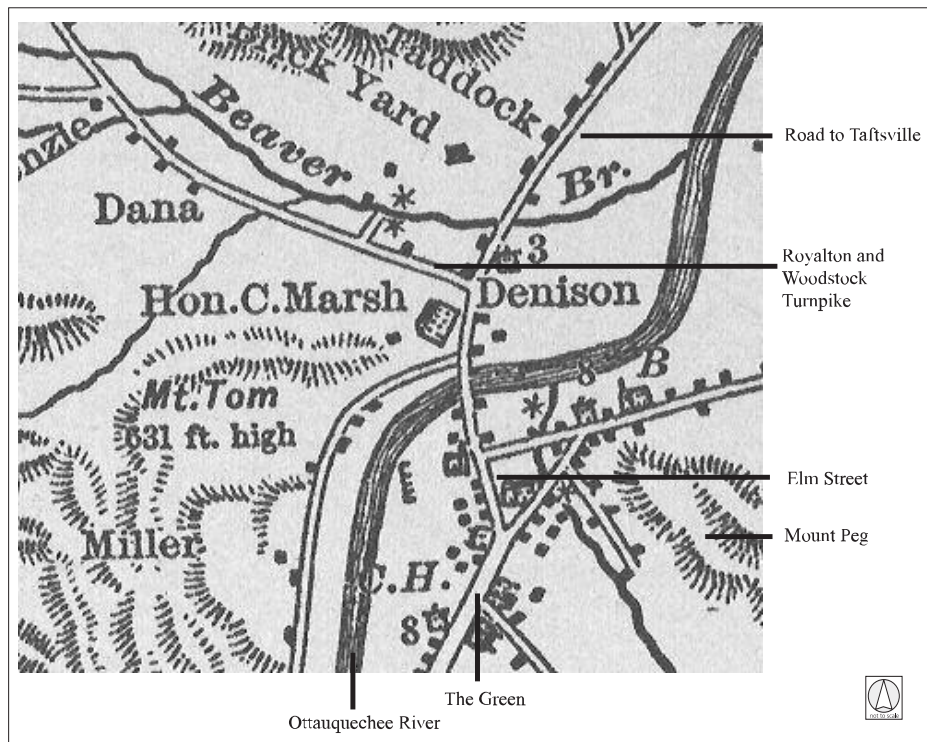 Brick Yard
Paddock
Beaver
Br.
nzie
Dana
3
Hon. C. Marsh
Denison
Mt. Tom
631 ft. high
8
B
Miller
C. H.
8
Road to Taftsville
Royalton and
Woodstock
Turnpike
Elm Street
Mount Peg
The Green
Ottauquechee River
not to scale